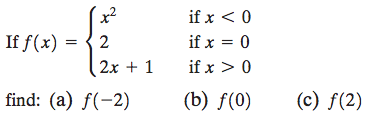 x² if x < 0
If f(x) = { 2 if x = 0
2x + 1 if x > 0
find: (a) f(−2) (b) f(0) (c) f(2)